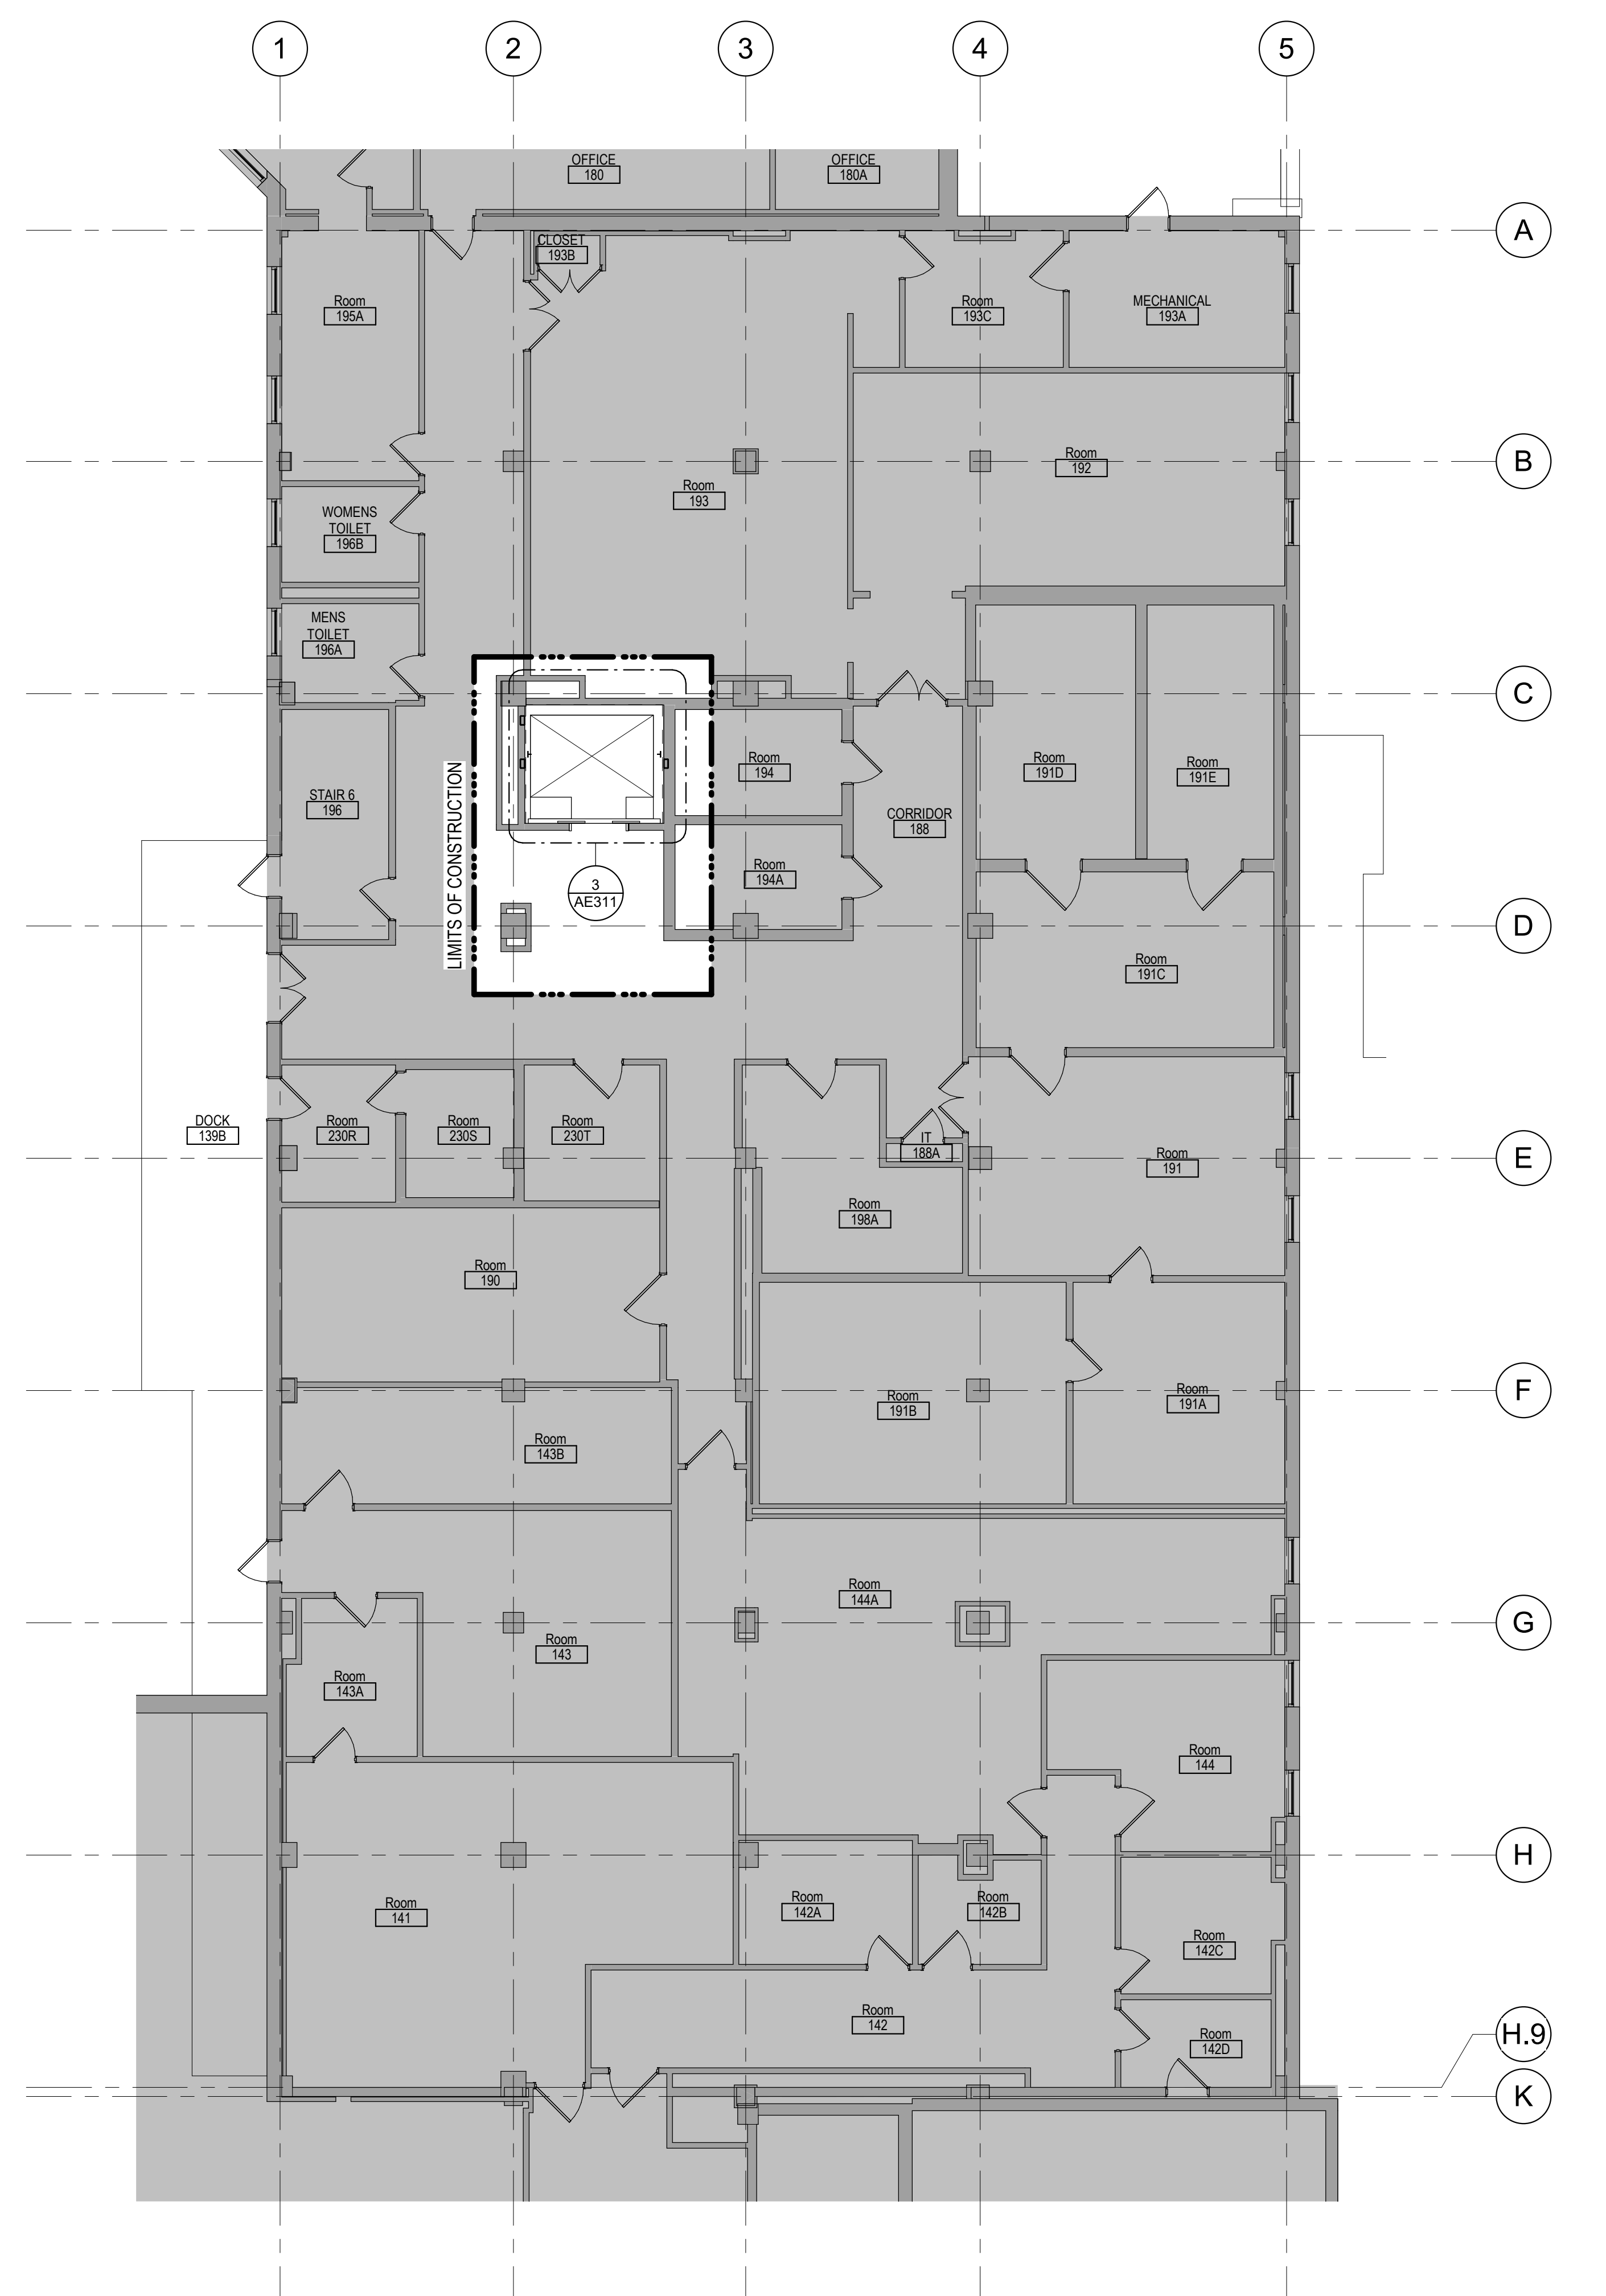 1
2
3
4
5
OFFICE
180
OFFICE
180A
A
CLOSET
193B
Room
195A
Room
193C
MECHANICAL
193A
B
Room
192
Room
193
WOMENS
TOILET
196B
MENS
TOILET
196A
C
Room
194
Room
191D
Room
191E
STAIR 6
196
CORRIDOR
188
LIMITS OF CONSTRUCTION
Room
194A
3
AE311
D
Room
191C
DOCK
139B
Room
230R
Room
230S
Room
230T
IT
188A
E
Room
191
Room
198A
Room
190
F
Room
191B
Room
191A
Room
143B
Room
144A
G
Room
143
Room
143A
Room
144
H
Room
141
Room
142A
Room
142B
Room
142C
Room
142
Room
142D
H.9
K